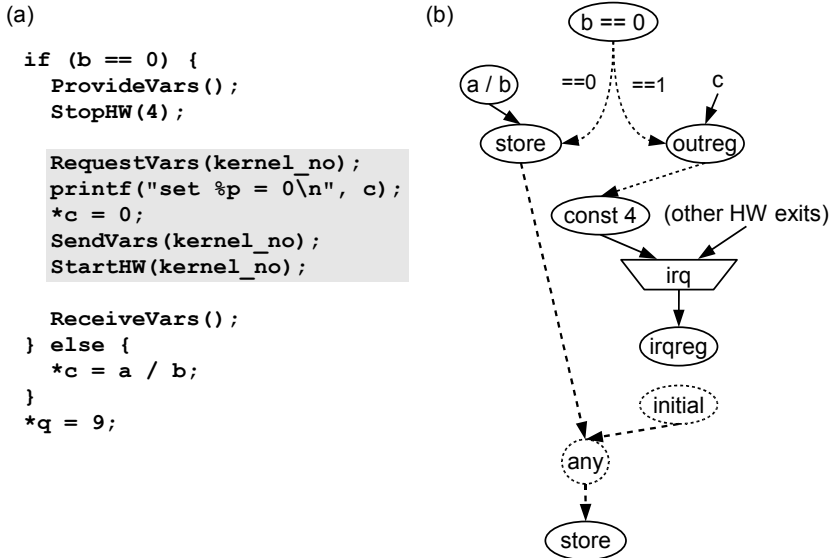 (a)
if (b == 0) {
ProvideVars();
StopHW(4);
RequestVars(kernel_no);
printf("set %p = 0\n", c);
*c = 0;
SendVars(kernel_no);
StartHW(kernel_no);
ReceiveVars();
} else {
*c = a / b;
}
*q = 9;
(b)
b == 0
a / b
==0
==1
c
store
outreg
const 4
(other HW exits)
irq
irqreg
initial
any
store